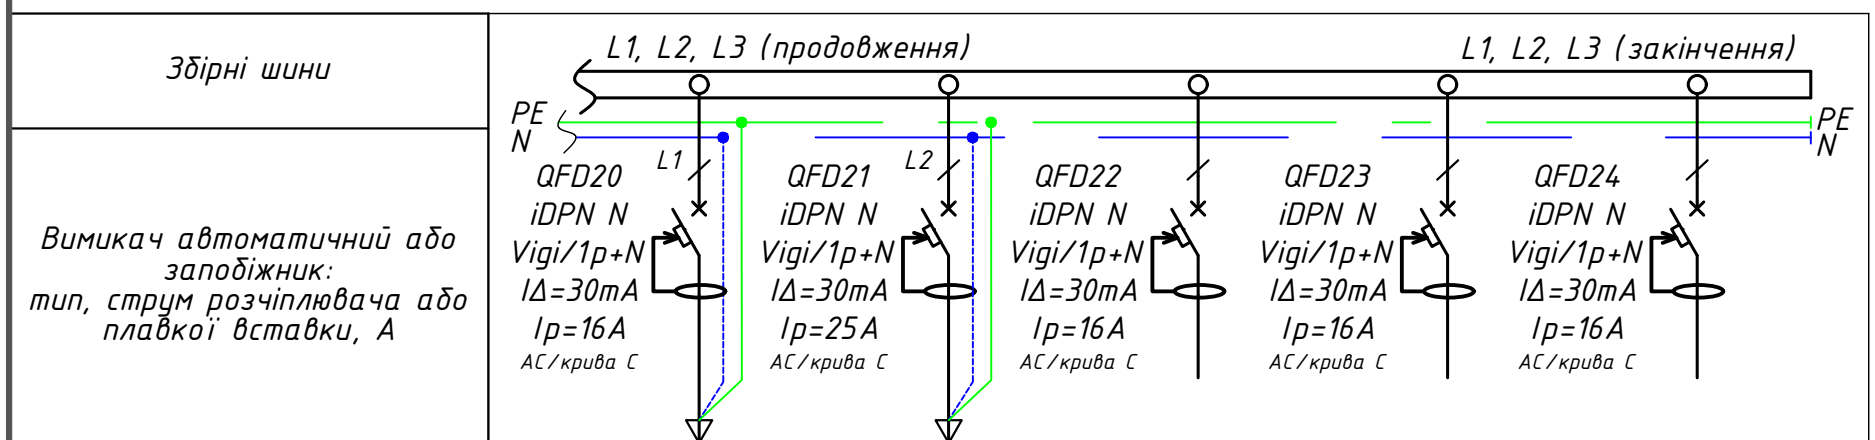 Збірні шини
L1, L2, L3 (продовження)
L1, L2, L3 (закінчення)
PE
N
PE
N
Вимикач автоматичний або
запобіжник:
тип, струм розчіплювача або
плавкої вставки, А
L1
QFD20
iDPN N
Vigi/1p+N
IΔ=30mA
Ip=16A
AC/крива C
L2
QFD21
iDPN N
Vigi/1p+N
IΔ=30mA
Ip=25A
AC/крива C
QFD22
iDPN N
Vigi/1p+N
IΔ=30mA
Ip=16A
AC/крива C
QFD23
iDPN N
Vigi/1p+N
IΔ=30mA
Ip=16A
AC/крива C
QFD24
iDPN N
Vigi/1p+N
IΔ=30mA
Ip=16A
AC/крива C